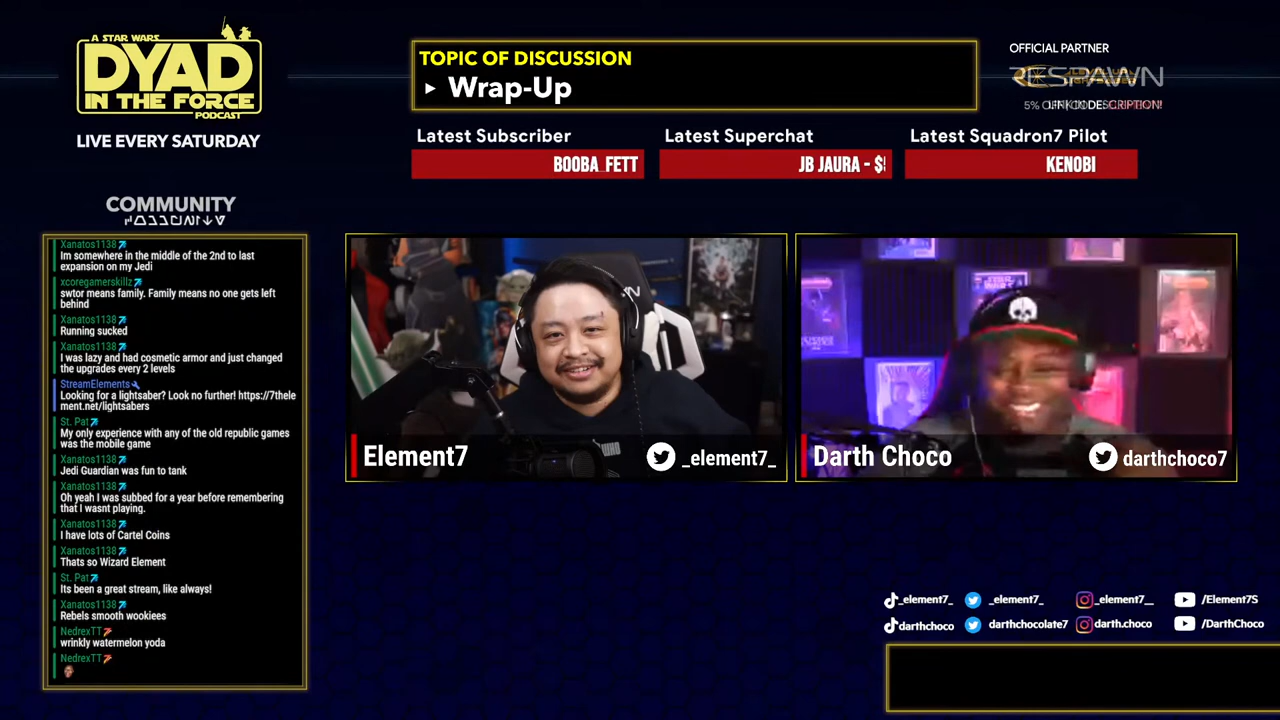 A STAR WARS
DYAD
IN THE FORCE
PODCAST
LIVE EVERY SATURDAY
TOPIC OF DISCUSSION
► Wrap-Up
OFFICIAL PARTNER
RESPAWN
Latest Subscriber
BOOBA_FETT
Latest Superchat
JB JAURA - $
Latest Squadron7 Pilot
KENOBI
COMMUNITY
Xanatos1138
Im somewhere in the middle of the 2nd to last
expansion on my Jedi
xcoregamerskillz
swtor means family. Family means no one gets left
behind
Xanatos1138
Running sucked
Xanatos1138
I was lazy and had cosmetic armor and just changed
the upgrades every 2 levels
StreamElements
Looking for a lightsaber? Look no further! https://7thele
ment.net/lightsabers
St. Pat
My only experience with any of the old republic games
was the mobile game
Xanatos1138
Jedi Guardian was fun to tank
Xanatos1138
Oh yeah I was subbed for a year before remembering
that I wasnt playing.
Xanatos1138
I have lots of Cartel Coins
Xanatos1138
Thats so Wizard Element
St. Pat
Its been a great stream, like always!
Xanatos1138
Rebels smooth wookiees
NedrexTT
wrinkly watermelon yoda
NedrexTT
Element7
_element7_
Darth Choco
darthchoco7
_element7_
_element7_
_element7__
/Element7S
darthchoco
darthchocolate7
darth.choco
/DarthChoco